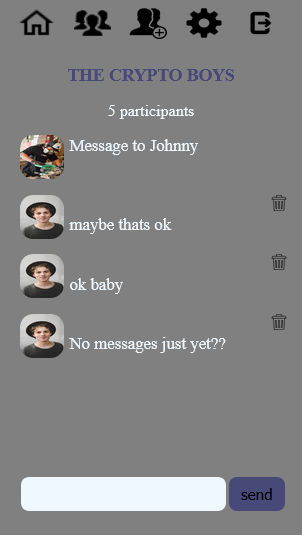 THE CRYPTO BOYS
5 participants
Message to Johnny
maybe thats ok
ok baby
No messages just yet??
send